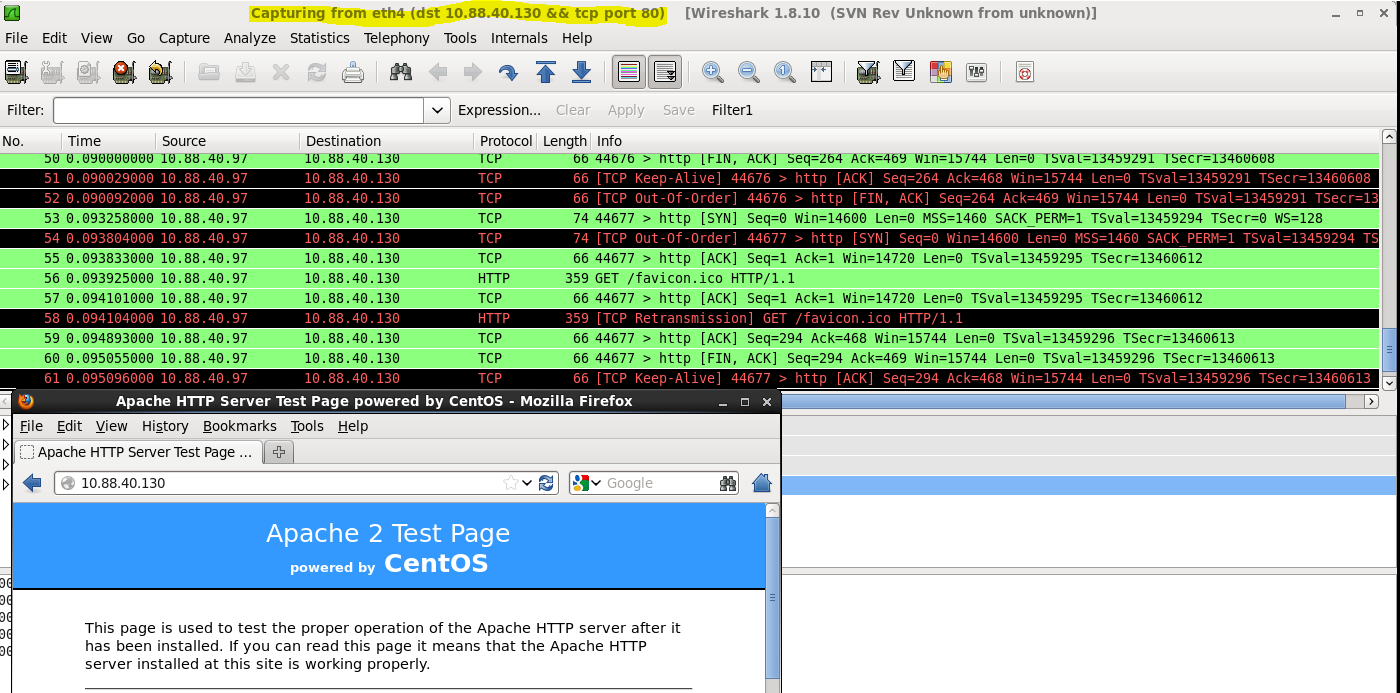 Capturing from eth4 (dst 10.88.40.130 && tcp port 80) [Wireshark 1.8.10 (SVN Rev Unknown from unknown)]
File Edit View Go Capture Analyze Statistics Telephony Tools Internals Help
Filter: Expression... Clear Apply Save Filter1
No. Time Source Destination Protocol Length Info
50 0.090000000 10.88.40.97 10.88.40.130 TCP 66 44676 > http [FIN, ACK] Seq=264 Ack=469 Win=15744 Len=0 TSval=13459291 TSecr=13460608
51 0.090029000 10.88.40.97 10.88.40.130 TCP 66 [TCP Keep-Alive] 44676 > http [ACK] Seq=264 Ack=468 Win=15744 Len=0 TSval=13459291 TSecr=13460608
52 0.090092000 10.88.40.97 10.88.40.130 TCP 66 [TCP Out-Of-Order] 44676 > http [FIN, ACK] Seq=264 Ack=469 Win=15744 Len=0 TSval=13459291 TSecr=13
53 0.093258000 10.88.40.97 10.88.40.130 TCP 74 44677 > http [SYN] Seq=0 Win=14600 Len=0 MSS=1460 SACK_PERM=1 TSval=13459294 TSecr=0 WS=128
54 0.093804000 10.88.40.97 10.88.40.130 TCP 74 [TCP Out-Of-Order] 44677 > http [SYN] Seq=0 Win=14600 Len=0 MSS=1460 SACK_PERM=1 TSval=13459294 TS
55 0.093833000 10.88.40.97 10.88.40.130 TCP 66 44677 > http [ACK] Seq=1 Ack=1 Win=14720 Len=0 TSval=13459295 TSecr=13460612
56 0.093925000 10.88.40.97 10.88.40.130 HTTP 359 GET /favicon.ico HTTP/1.1
57 0.094101000 10.88.40.97 10.88.40.130 TCP 66 44677 > http [ACK] Seq=1 Ack=1 Win=14720 Len=0 TSval=13459295 TSecr=13460612
58 0.094104000 10.88.40.97 10.88.40.130 HTTP 359 [TCP Retransmission] GET /favicon.ico HTTP/1.1
59 0.094893000 10.88.40.97 10.88.40.130 TCP 66 44677 > http [ACK] Seq=294 Ack=468 Win=15744 Len=0 TSval=13459296 TSecr=13460613
60 0.095055000 10.88.40.97 10.88.40.130 TCP 66 44677 > http [FIN, ACK] Seq=294 Ack=469 Win=15744 Len=0 TSval=13459296 TSecr=13460613
61 0.095096000 10.88.40.97 10.88.40.130 TCP 66 [TCP Keep-Alive] 44677 > http [ACK] Seq=294 Ack=468 Win=15744 Len=0 TSval=13459296 TSecr=13460613
Apache HTTP Server Test Page powered by CentOS - Mozilla Firefox
File Edit View History Bookmarks Tools Help
Apache HTTP Server Test Page ...
10.88.40.130 Google
Apache 2 Test Page
powered by CentOS
This page is used to test the proper operation of the Apache HTTP server after it
has been installed. If you can read this page it means that the Apache HTTP
server installed at this site is working properly.